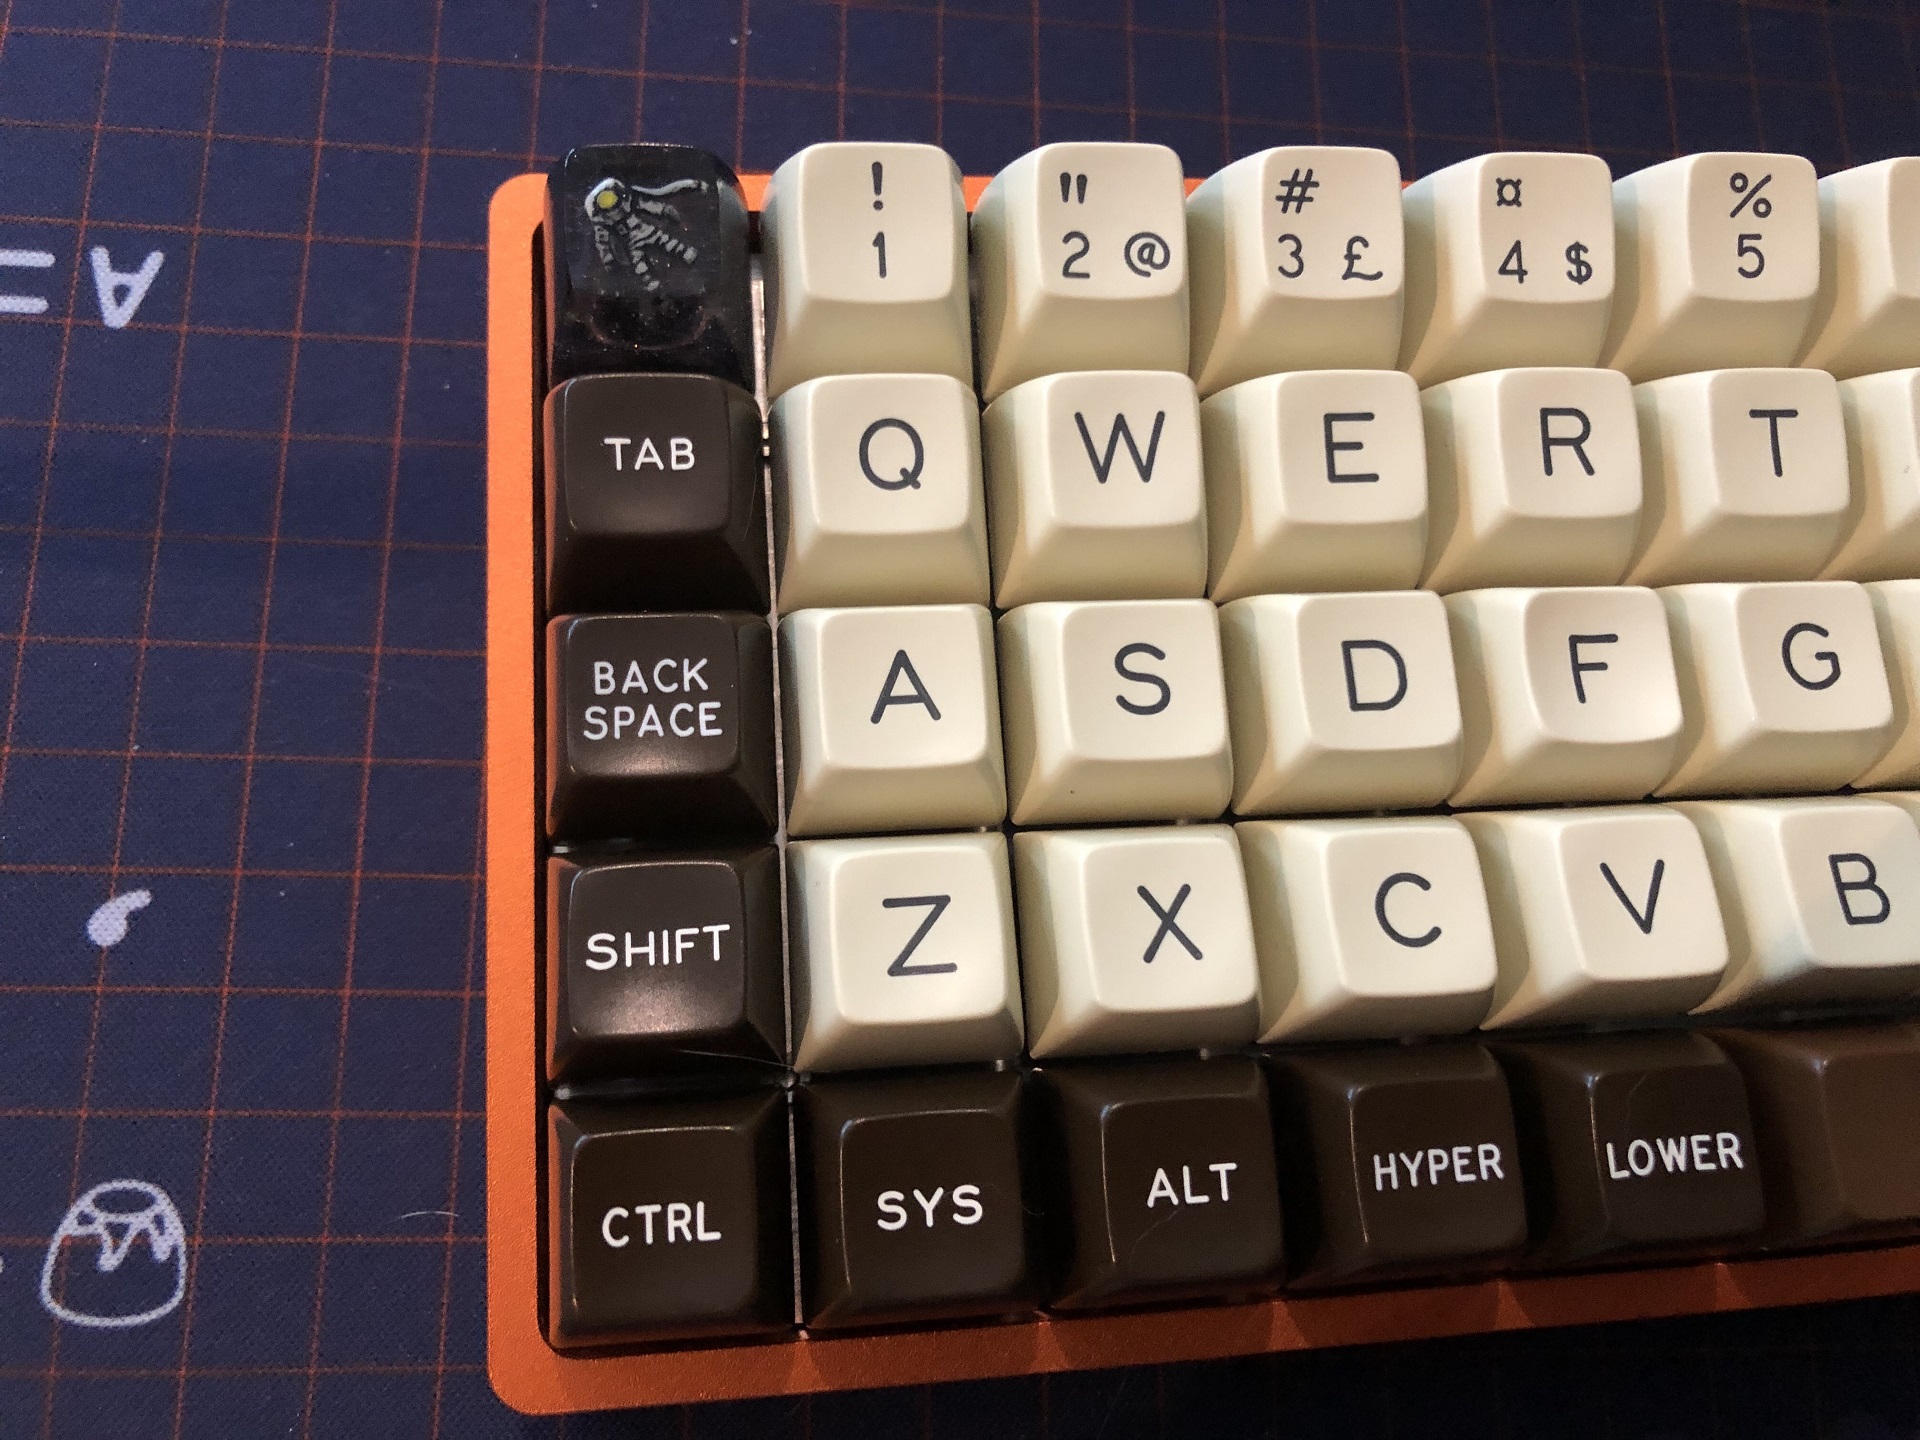 !
1
"
2 @
#
3 £
¤
4 $
%
5
TAB
Q
W
E
R
T
BACK
SPACE
A
S
D
F
G
SHIFT
Z
X
C
V
B
CTRL
SYS
ALT
HYPER
LOWER